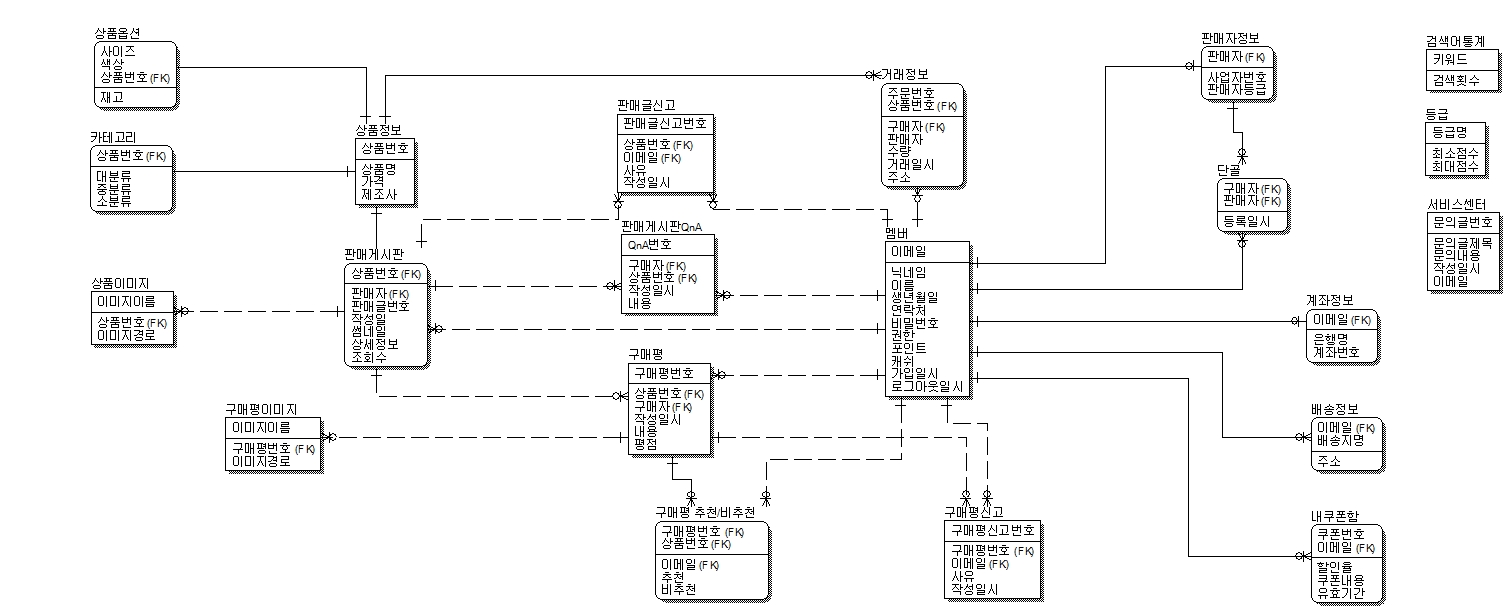 상품옵션
사이즈
색상
상품번호 (FK)
재고
카테고리
상품번호 (FK)
대분류
중분류
소분류
상품정보
상품번호
상품명
가격
제조사
판매글신고
판매글신고번호
상품번호 (FK)
이메일 (FK)
사유
작성일시
거래정보
주문번호
상품번호 (FK)
구매자 (FK)
판매자
수량
거래일시
주소
판매자정보
판매자 (FK)
사업자번호
판매자등급
단골
구매자 (FK)
판매자 (FK)
등록일시
검색어통계
키워드
검색횟수
등급
등급명
최소점수
최대점수
서비스센터
문의글번호
문의글제목
문의내용
작성일시
이메일
상품이미지
이미지이름
상품번호 (FK)
이미지경로
판매게시판
상품번호 (FK)
판매자 (FK)
판매글번호
작성일
썸네일
상세정보
조회수
판매게시판QnA
QnA번호
구매자 (FK)
상품번호 (FK)
작성일시
내용
멤버
이메일
닉네임
이름
생년월일
연락처
비밀번호
권한
포인트
캐쉬
가입일시
로그아웃일시
계좌정보
이메일 (FK)
은행명
계좌번호
구매평
구매평번호
상품번호 (FK)
구매자 (FK)
작성일시
내용
평점
구매평이미지
이미지이름
구매평번호 (FK)
이미지경로
배송정보
이메일 (FK)
배송지명
주소
구매평 추천/비추천
구매평번호 (FK)
상품번호 (FK)
이메일 (FK)
추천
비추천
구매평신고
구매평신고번호
구매평번호 (FK)
이메일 (FK)
사유
작성일시
내쿠폰함
쿠폰번호
이메일 (FK)
할인율
쿠폰내용
유효기간